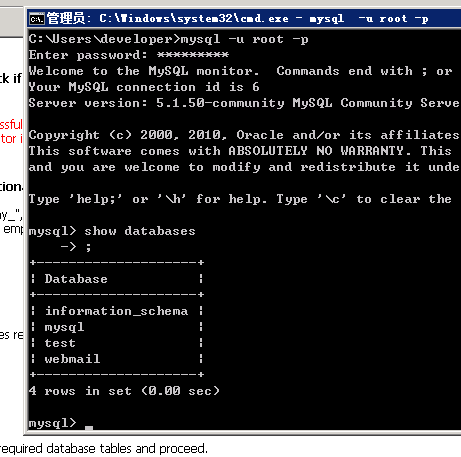 管理员: C:\Windows\system32\cmd.exe - mysql -u root -p
C:\Users\developer>mysql -u root -p
Enter password: *********
Welcome to the MySQL monitor.  Commands end with ; or
Your MySQL connection id is 6
Server version: 5.1.50-community MySQL Community Serve
Copyright (c) 2000, 2010, Oracle and/or its affiliates
This software comes with ABSOLUTELY NO WARRANTY. This
and you are welcome to modify and redistribute it unde
Type 'help;' or '\h' for help. Type '\c' to clear the
mysql> show databases
    -> ;
+--------------------+
| Database           |
+--------------------+
| information_schema |
| mysql              |
| test               |
| webmail            |
+--------------------+
4 rows in set (0.00 sec)
mysql>
k if
ssful
tor i
tiona
ny_",
emp
es re
required database tables and proceed.